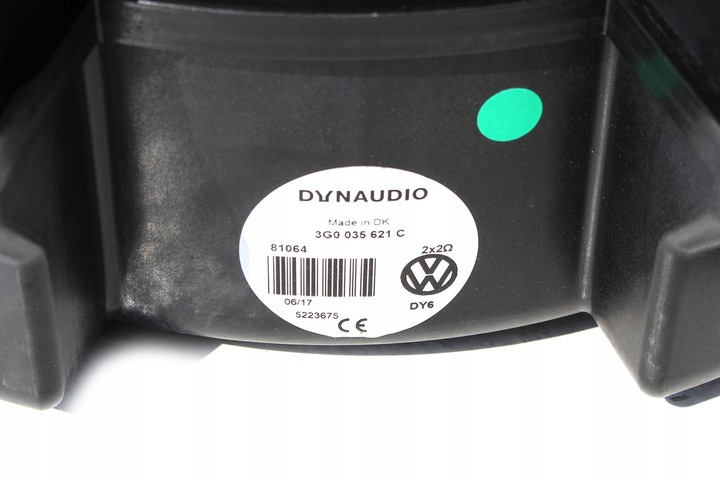 DYNAUDIO
Made in DK
3G0 035 621 C
81064
2x2Ω
06/17
DY6
5223675
CE